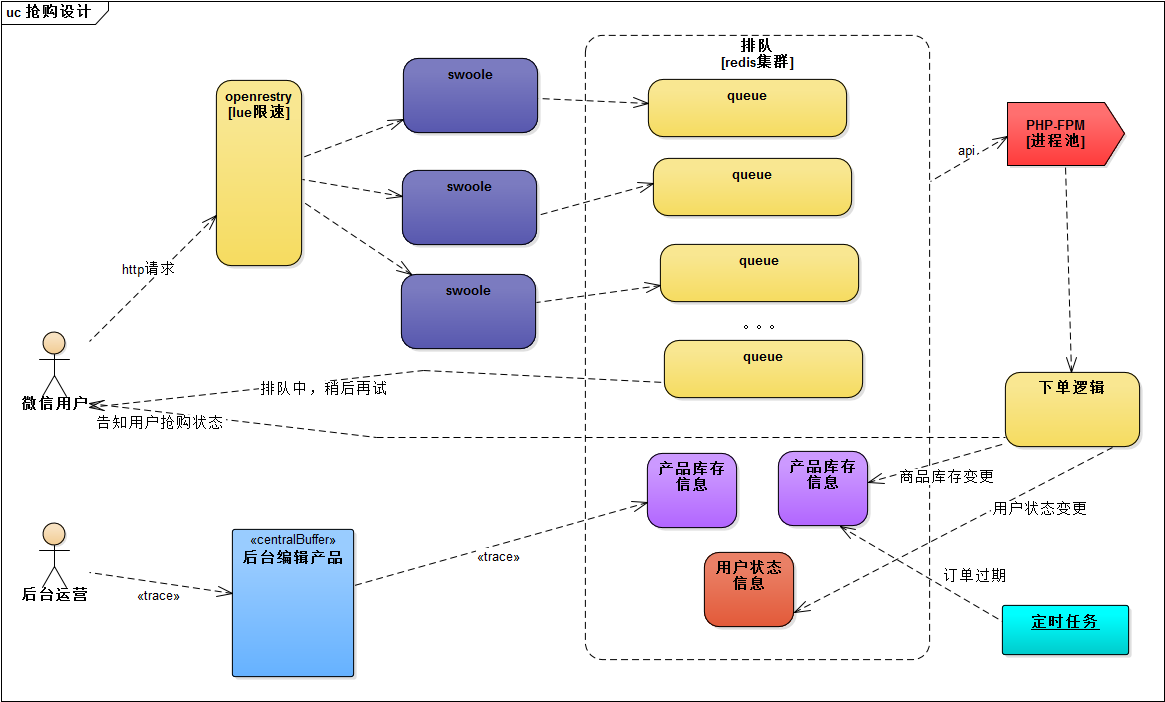 uc 抢购设计
排队
[redis集群]
swoole
openrestry
[lue限速]
queue
PHP-FPM
[进程池]
api
swoole
queue
http请求
swoole
queue
。。。
queue
微信用户
排队中，稍后再试
告知用户抢购状态
下单逻辑
产品库存
信息
产品库存
信息
商品库存变更
用户状态变更
«centralBuffer»
后台编辑产品
«trace»
用户状态
信息
订单过期
后台运营
«trace»
定时任务